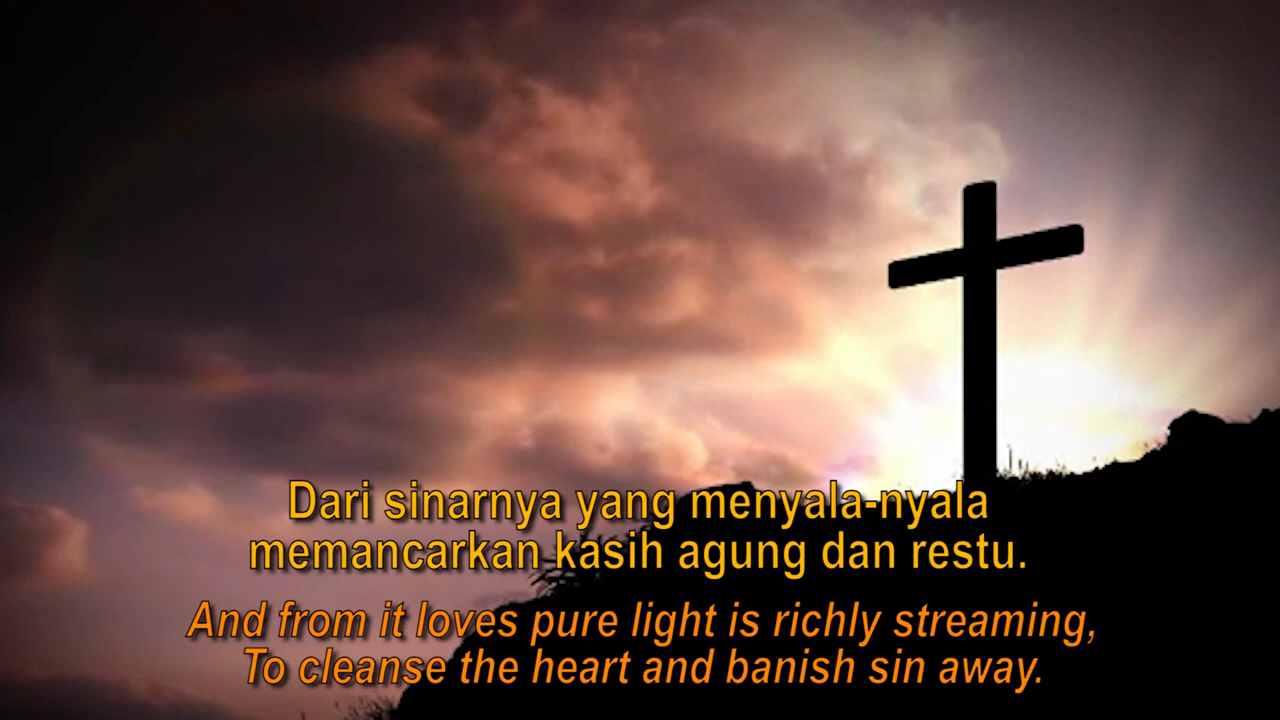 Dari sinarnya yang menyala-nyala
memancarkan kasih agung dan restu.
And from it loves pure light is richly streaming,
To cleanse the heart and banish sin away.